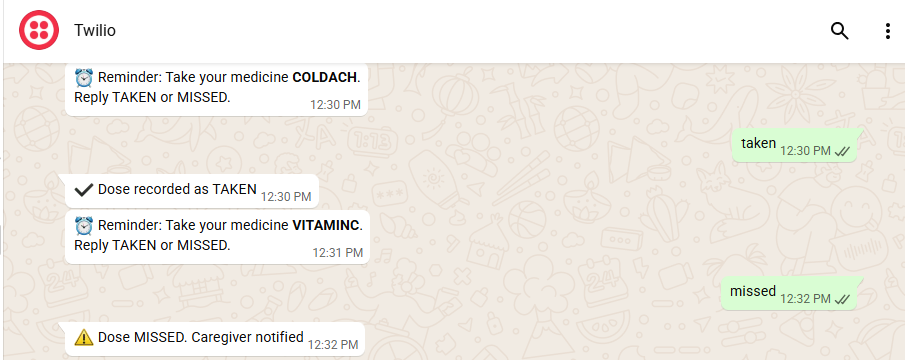 Twilio
⏰ Reminder: Take your medicine COLDACH.
Reply TAKEN or MISSED.
12:30 PM
taken 12:30 PM
✔ Dose recorded as TAKEN 12:30 PM
⏰ Reminder: Take your medicine VITAMINC.
Reply TAKEN or MISSED.
12:31 PM
missed 12:32 PM
⚠️ Dose MISSED. Caregiver notified 12:32 PM